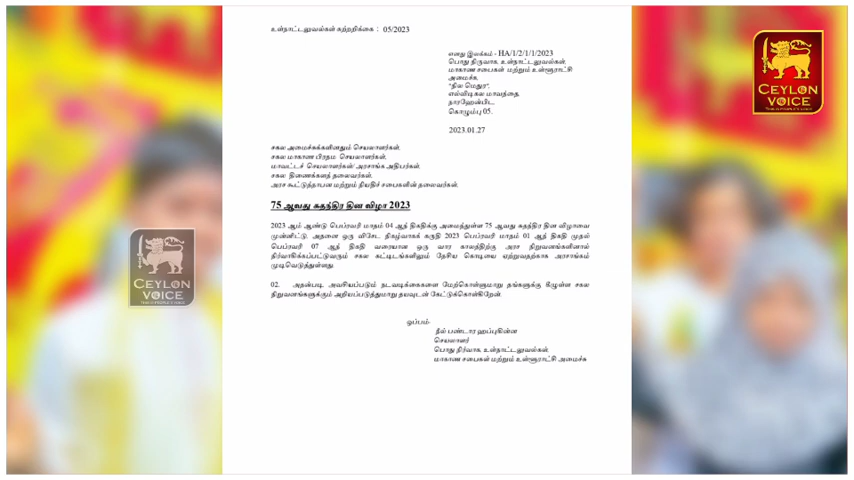 உள்நாட்டலுவல்கள் சுற்றறிக்கை : 05/2023
எனது இலக்கம் - HA/1/2/1/1/2023
பொது நிருவாக, உள்நாட்டலுவல்கள்,
மாகாண சபைகள் மற்றும் உள்ளூராட்சி
அமைச்சு,
"நில மெதுர",
எல்விடிகல மாவத்தை,
நாரஹேன்பிட,
கொழும்பு 05.
2023.01.27
சகல அமைச்சுக்களினதும் செயலாளர்கள்,
சகல மாகாண பிரதம செயலாளர்கள்,
மாவட்டச் செயலாளர்கள்/ அரசாங்க அதிபர்கள்,
சகல திணைக்களத் தலைவர்கள்,
அரச கூட்டுத்தாபன மற்றும் நியதிச் சபைகளின் தலைவர்கள்,
75 ஆவது சுதந்திர தின விழா 2023
2023 ஆம் ஆண்டு பெப்ரவரி மாதம் 04 ஆந் திகதிக்கு அமைத்துள்ள 75 ஆவது சுதந்திர தின விழாவை
முன்னிட்டு, அதனை ஒரு விசேட நிகழ்வாகக் கருதி 2023 பெப்ரவரி மாதம் 01 ஆந் திகதி முதல்
பெப்ரவரி 07 ஆந் திகதி வரையான ஒரு வார காலத்திற்கு அரச நிறுவனங்களினால்
நிர்வாகிக்கப்பட்டுவரும் சகல கட்டிடங்களிலும் தேசிய கொடியை ஏற்றுவதற்காக அரசாங்கம்
முடிவெடுத்துள்ளது.
02. அதன்படி, அவசியப்படும் நடவடிக்கைகளை மேற்கொள்ளுமாறு தங்களுக்கு கீழுள்ள சகல
நிறுவனங்களுக்கும் அறியப்படுத்துமாறு தயவுடன் கேட்டுக்கொள்கிறேன்.
ஒப்பம்-
நீல் பண்டார ஹப்புஹின்ன
செயலாளர்
பொது நிர்வாக, உள்நாட்டலுவல்கள்,
மாகாண சபைகள் மற்றும் உள்ளூராட்சி அமைச்சு
CEYLON
VOICE
CEYLON
VOICE